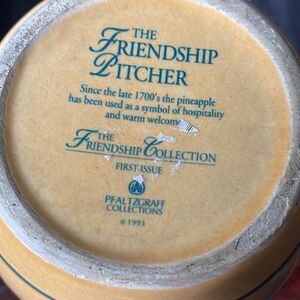 THE
FRIENDSHIP
PITCHER
Since the late 1700's the pineapple
has been used as a symbol of hospitality
and warm welcome
THE
FRIENDSHIP COLLECTION
FIRST ISSUE
PFALTZGRAFF
COLLECTIONS
© 1993